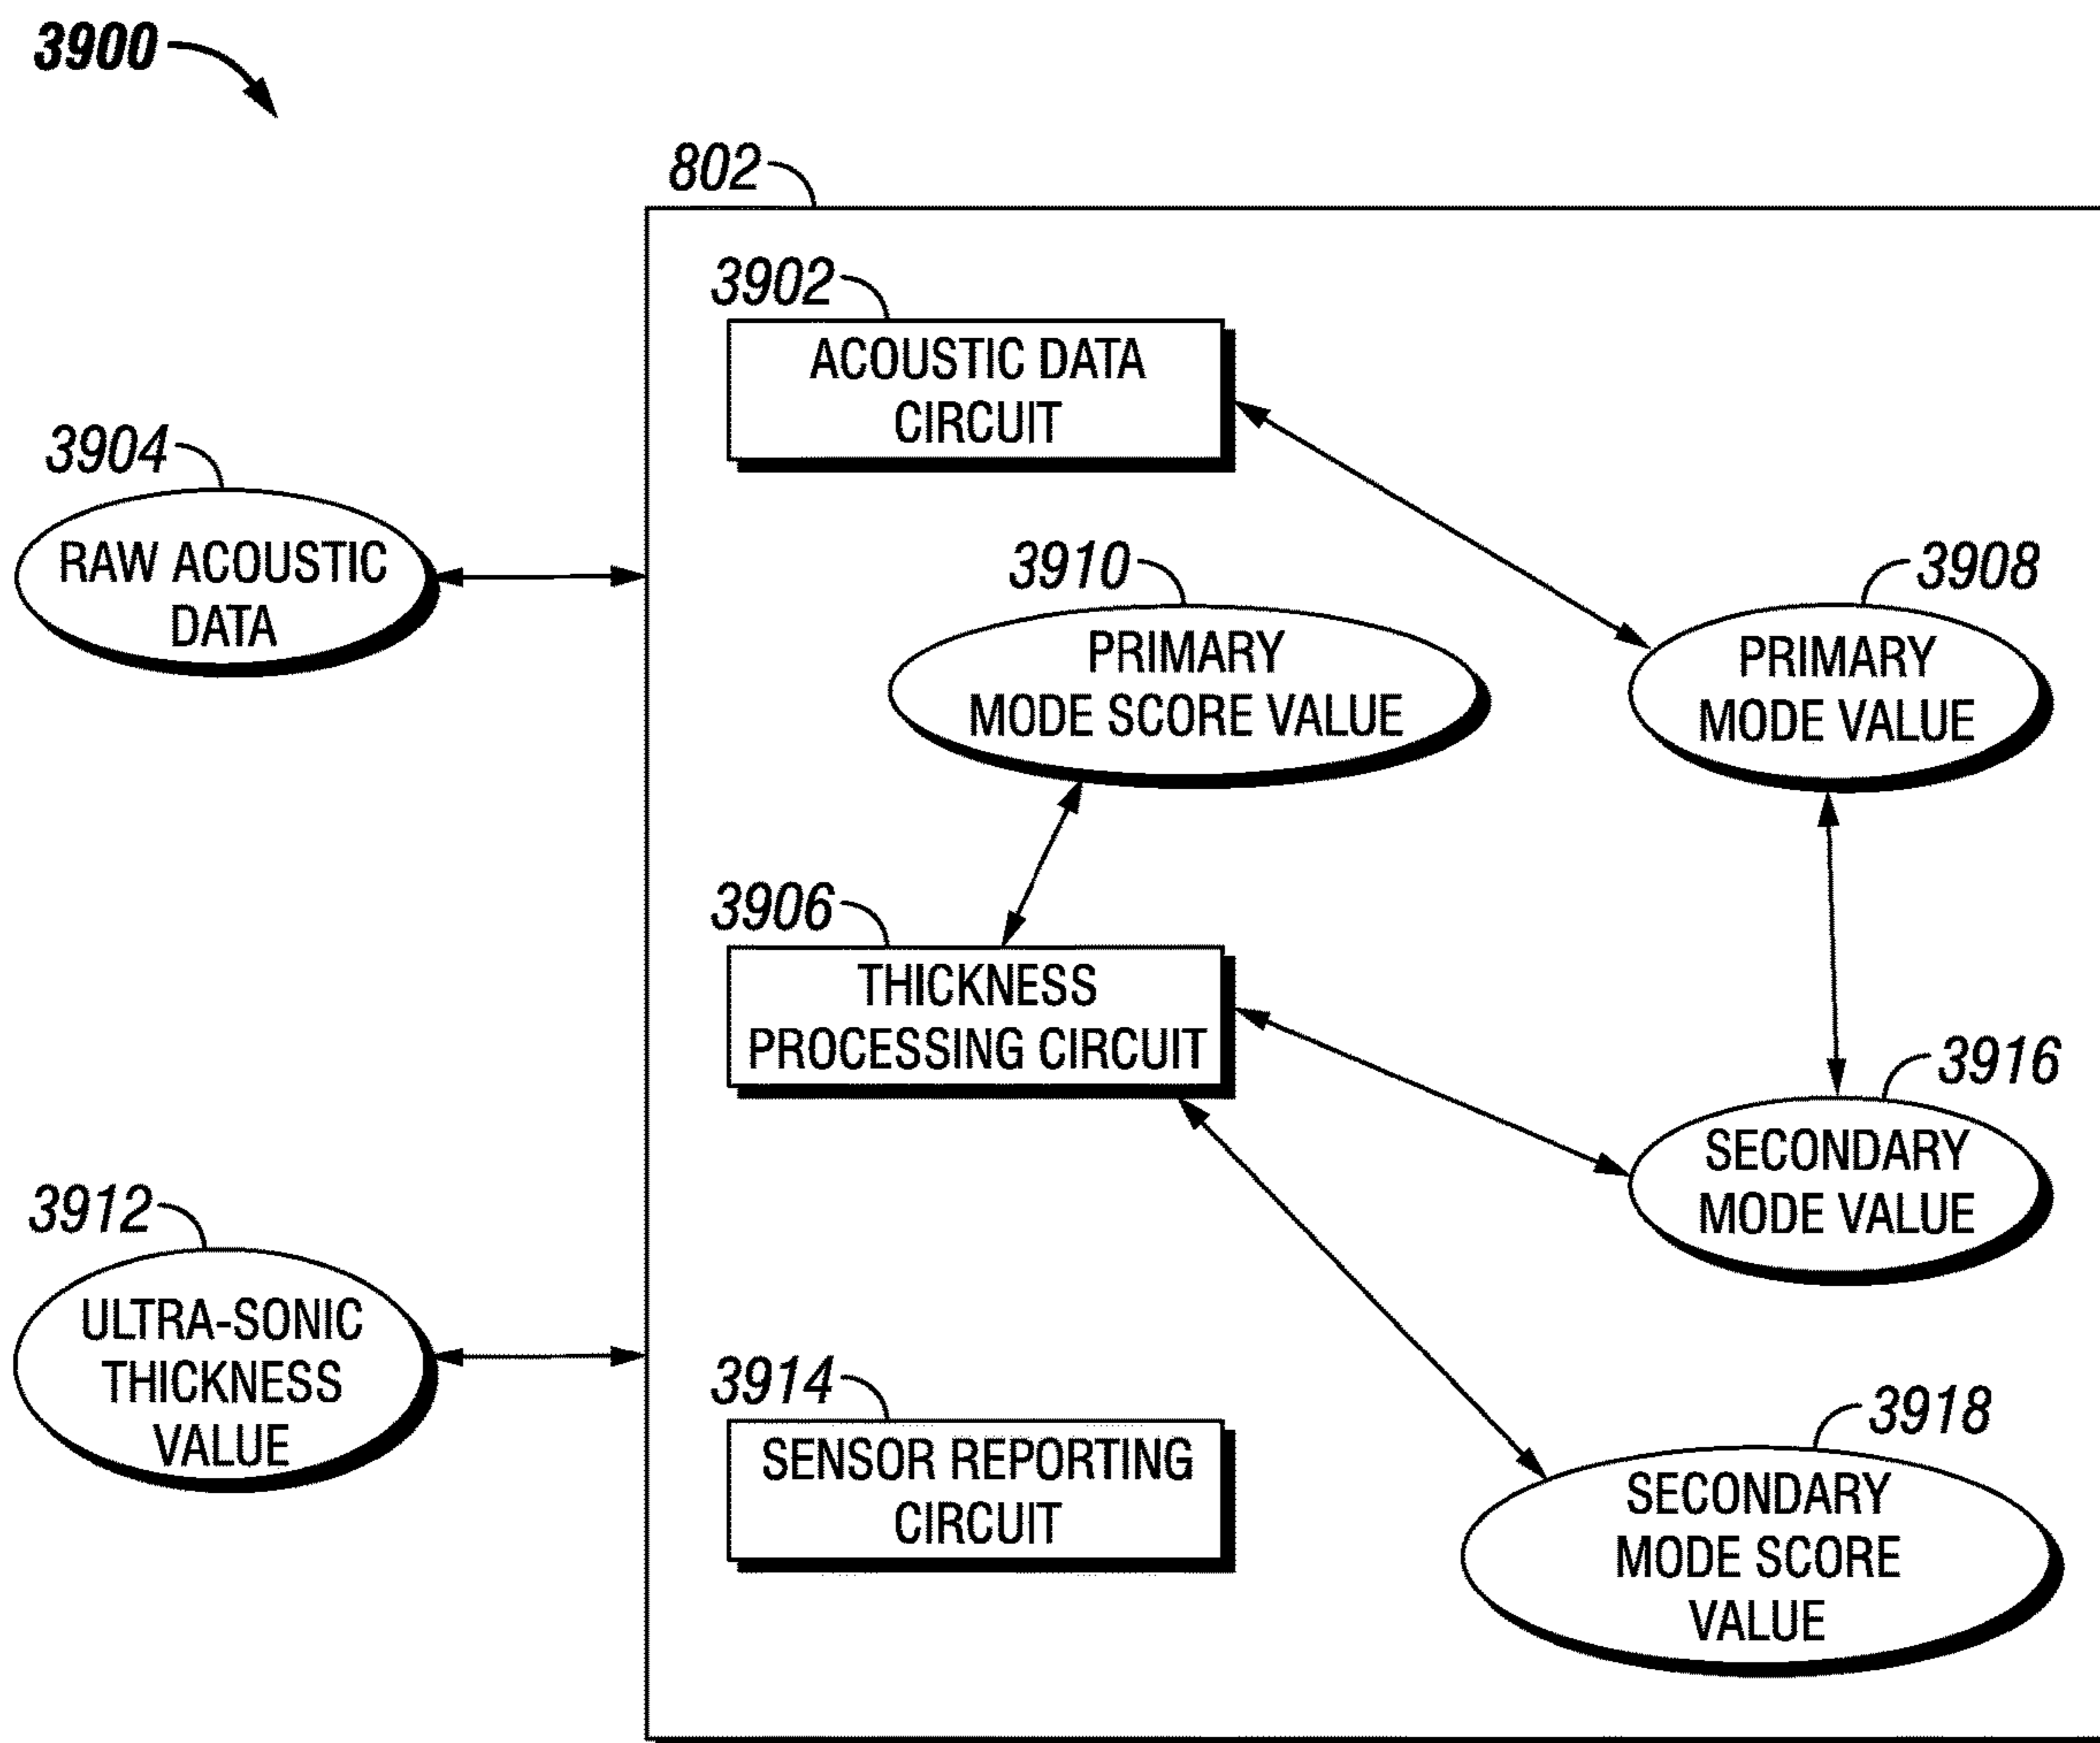 3900
802
3902
ACOUSTIC DATA
CIRCUIT
3904
RAW ACOUSTIC
DATA
3910
PRIMARY
MODE SCORE VALUE
3908
PRIMARY
MODE VALUE
3906
THICKNESS
PROCESSING CIRCUIT
3916
SECONDARY
MODE VALUE
3912
ULTRA-SONIC
THICKNESS
VALUE
3914
SENSOR REPORTING
CIRCUIT
3918
SECONDARY
MODE SCORE
VALUE